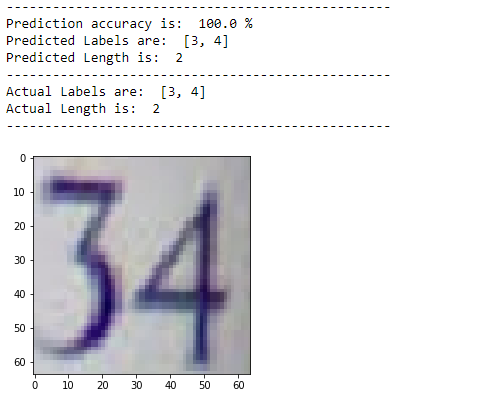 --------------------------------------------------
Prediction accuracy is:  100.0 %
Predicted Labels are:  [3, 4]
Predicted Length is:  2
--------------------------------------------------
Actual Labels are:  [3, 4]
Actual Length is:  2
--------------------------------------------------
0
10
20
30
40
50
60
34
0 10 20 30 40 50 60